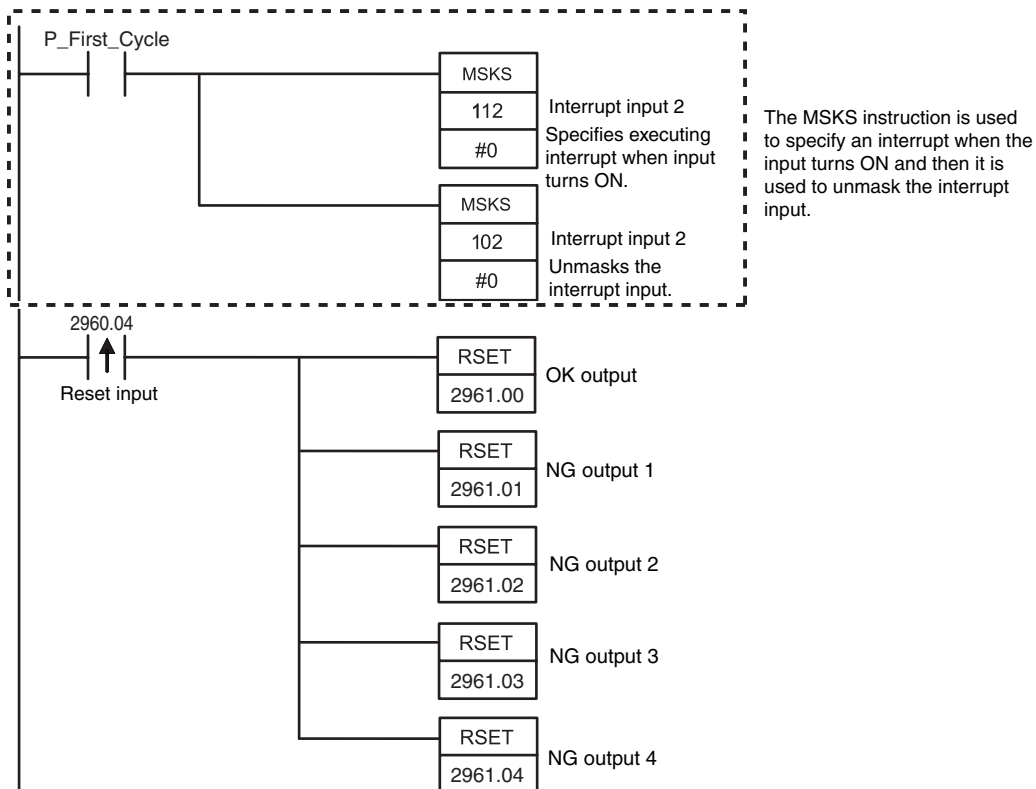 P_First_Cycle
MSKS
112
Interrupt input 2
#0
Specifies executing
interrupt when input
turns ON.
MSKS
102
Interrupt input 2
#0
Unmasks the
interrupt input.
The MSKS instruction is used
to specify an interrupt when the
input turns ON and then it is
used to unmask the interrupt
input.
2960.04
Reset input
RSET
2961.00
OK output
RSET
2961.01
NG output 1
RSET
2961.02
NG output 2
RSET
2961.03
NG output 3
RSET
2961.04
NG output 4